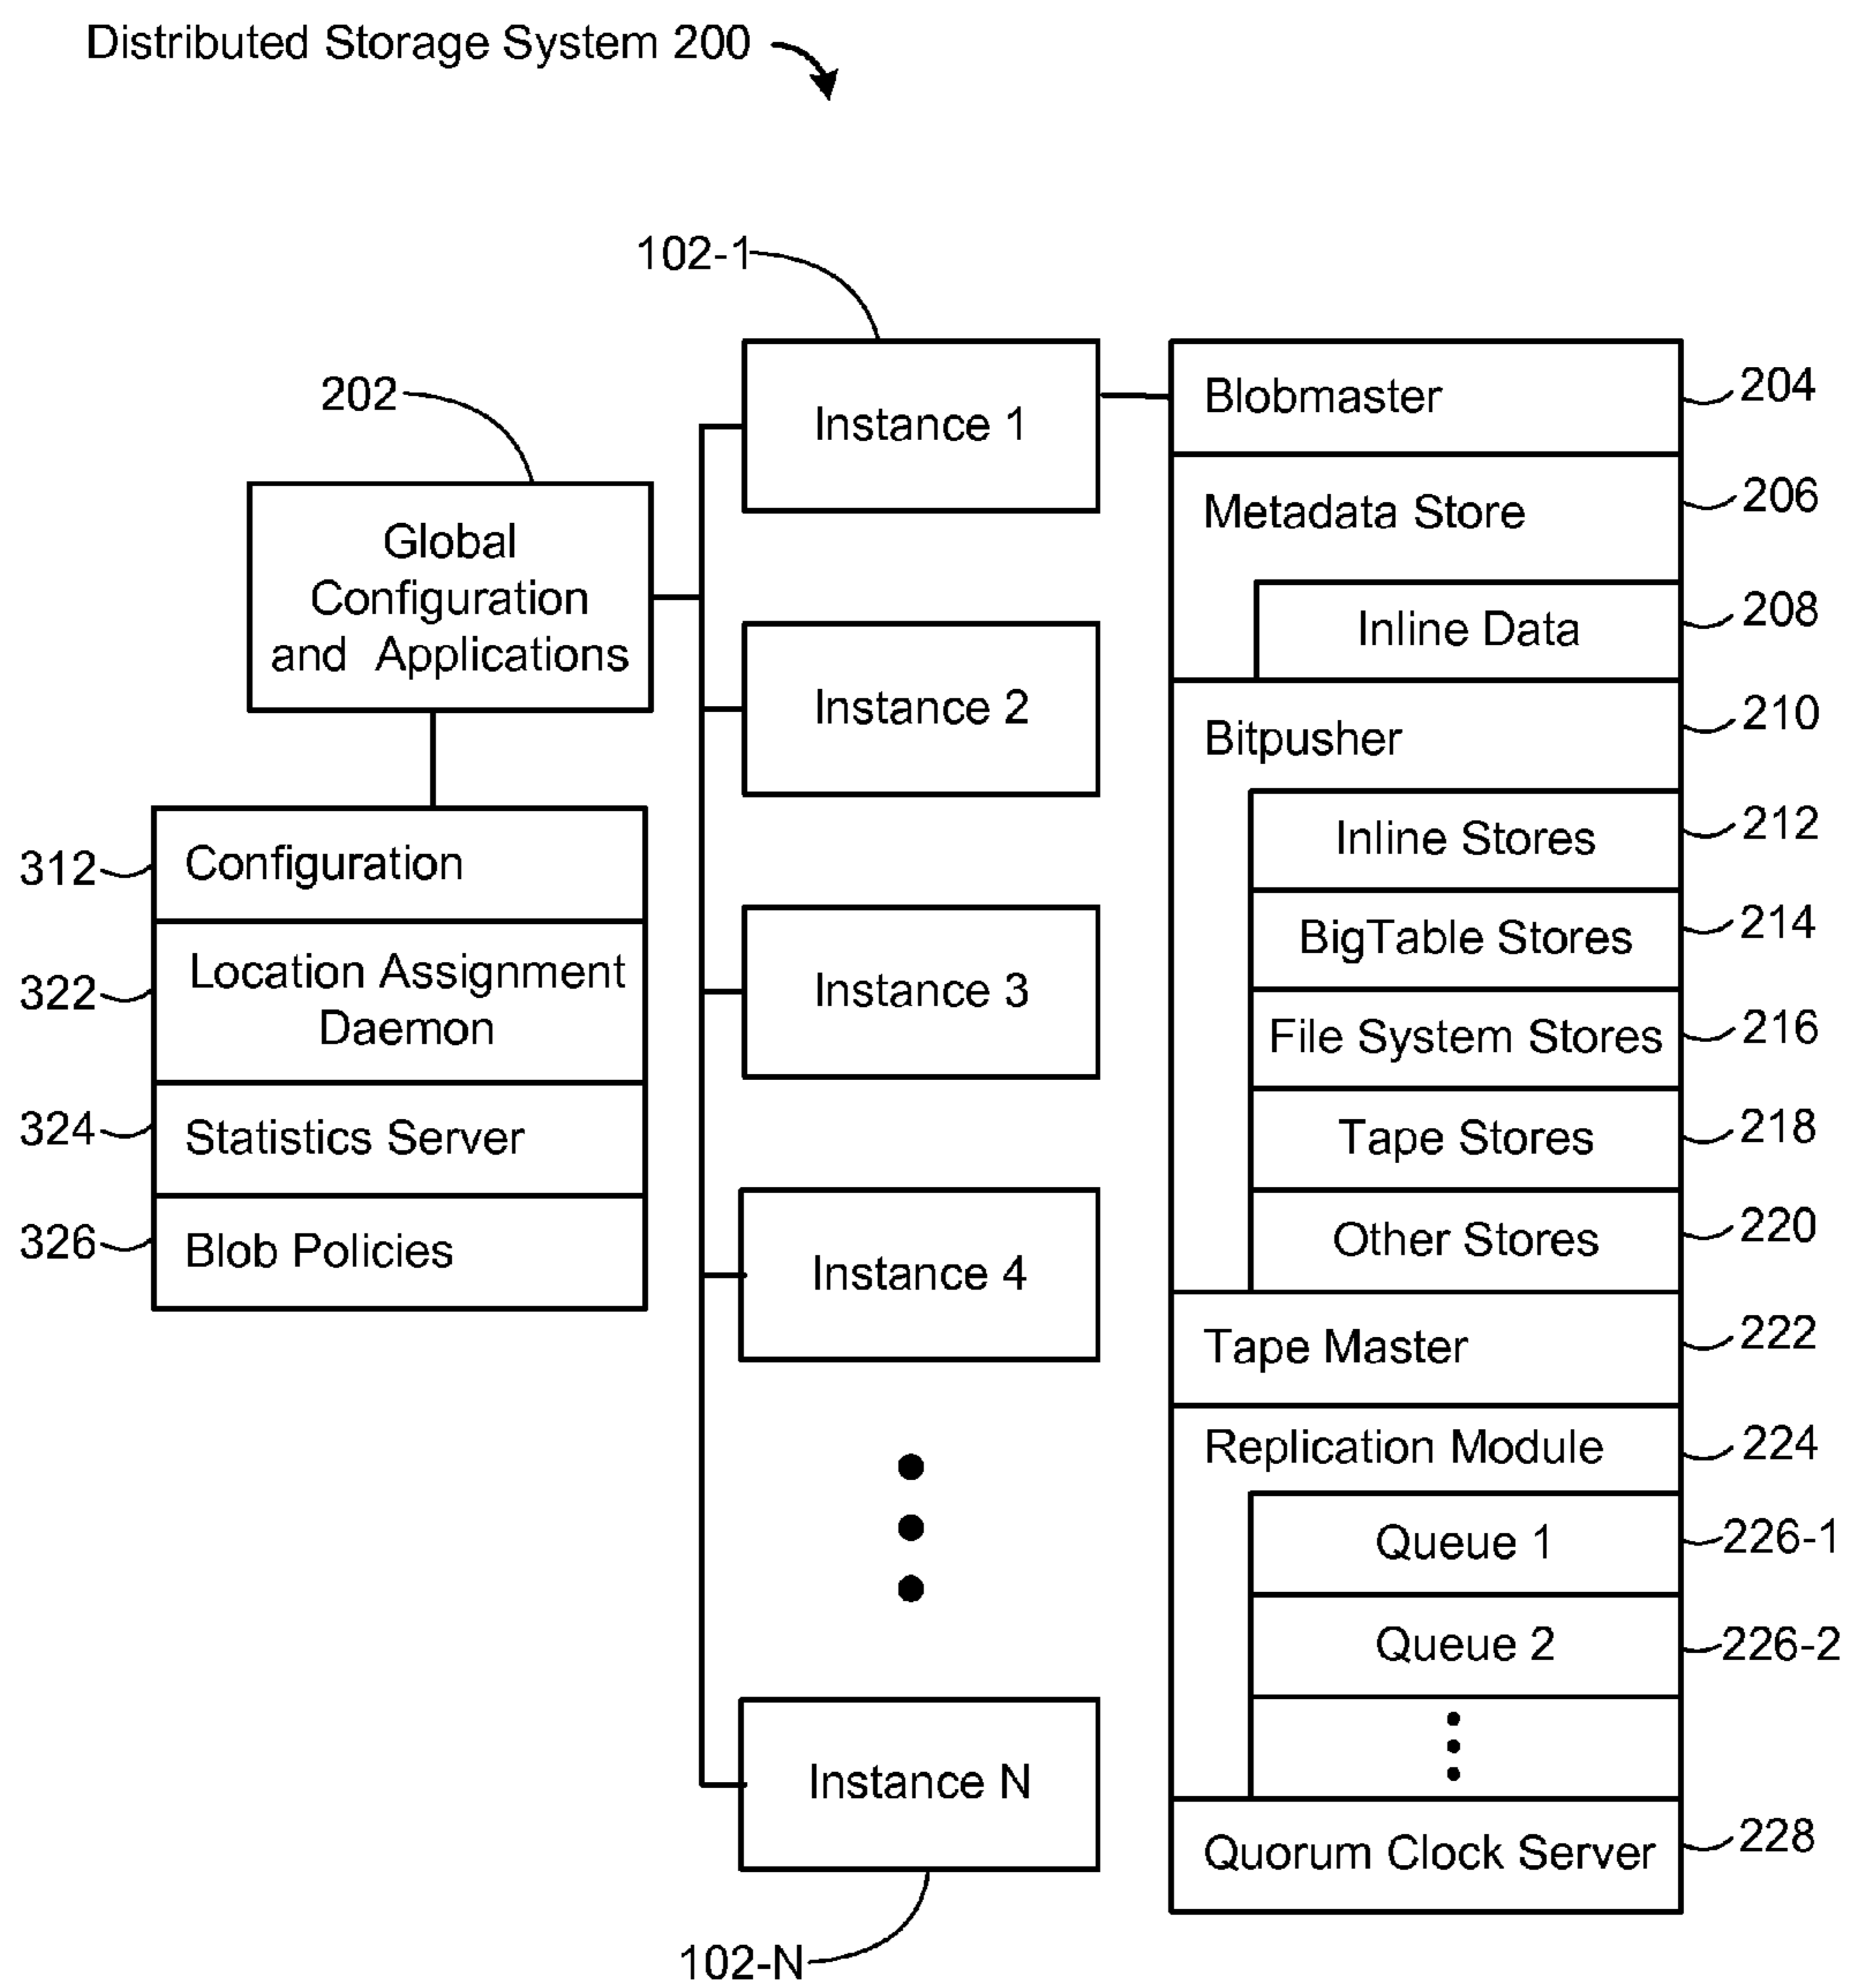 Distributed Storage System 200
102-1
202
Global
Configuration
and Applications
312
Configuration
322
Location Assignment
Daemon
324
Statistics Server
326
Blob Policies
Instance 1
Instance 2
Instance 3
Instance 4
Instance N
102-N
Blobmaster
204
Metadata Store
206
Inline Data
208
Bitpusher
210
Inline Stores
212
BigTable Stores
214
File System Stores
216
Tape Stores
218
Other Stores
220
Tape Master
222
Replication Module
224
Queue 1
226-1
Queue 2
226-2
Quorum Clock Server
228